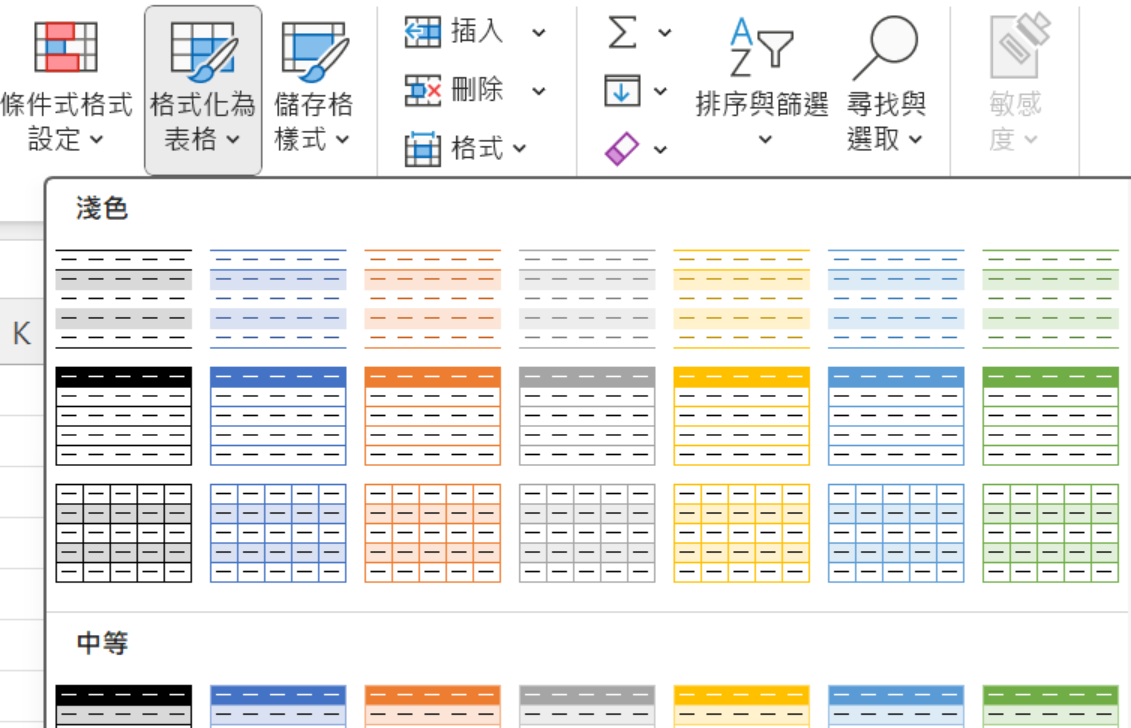 條件式格式
設定
格式化為
表格
儲存格
樣式
插入
刪除
格式
排序與篩選
尋找與
選取
敏感
度
淺色
K
中等